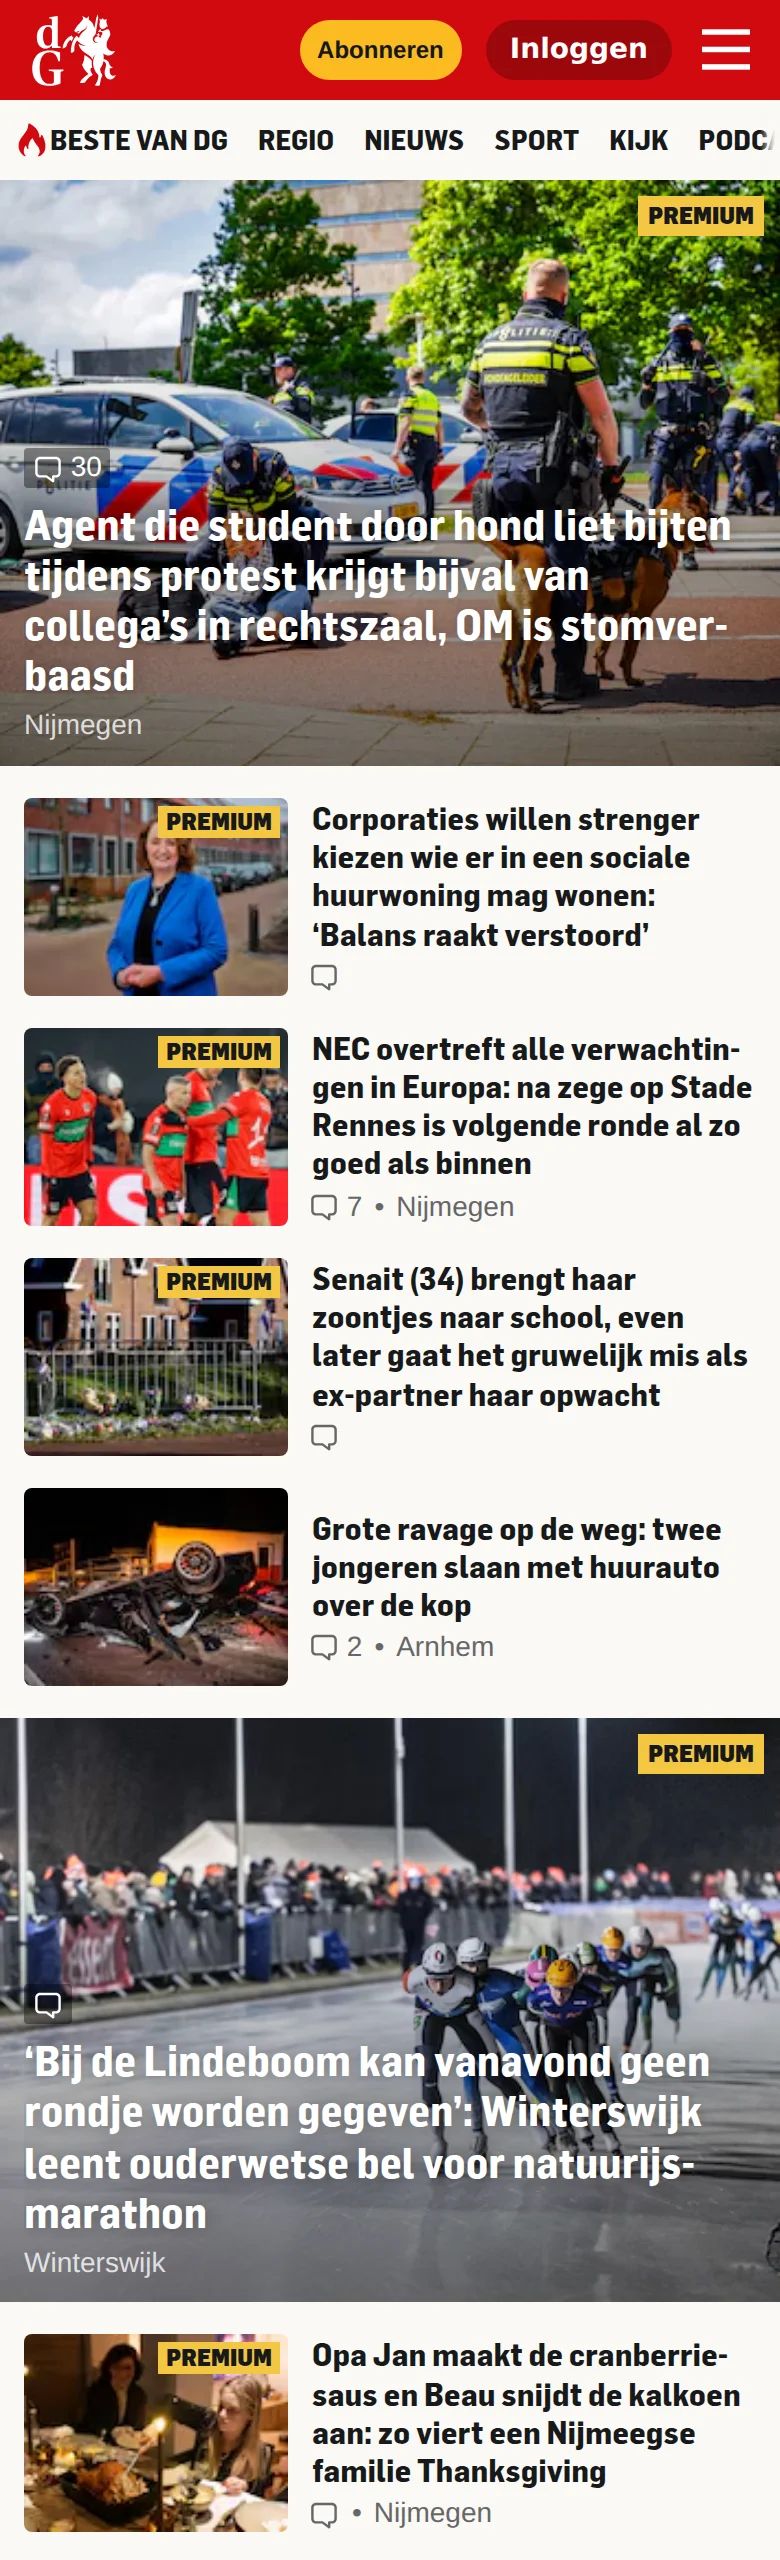 dG
Abonneren
Inloggen
BESTE VAN DG REGIO NIEUWS SPORT KIJK PODCA
PREMIUM
POLITIE
HONDENGELEIDER
30
Agent die student door hond liet bijten
tijdens protest krijgt bijval van
collega’s in rechtszaal, OM is stomver-
baasd
Nijmegen
PREMIUM
Corporaties willen strenger
kiezen wie er in een sociale
huurwoning mag wonen:
‘Balans raakt verstoord’
PREMIUM
NEC overtreft alle verwachtin-
gen in Europa: na zege op Stade
Rennes is volgende ronde al zo
goed als binnen
7 • Nijmegen
PREMIUM
Senait (34) brengt haar
zoontjes naar school, even
later gaat het gruwelijk mis als
ex-partner haar opwacht
Grote ravage op de weg: twee
jongeren slaan met huurauto
over de kop
2 • Arnhem
PREMIUM
‘Bij de Lindeboom kan vanavond geen
rondje worden gegeven’: Winterswijk
leent ouderwetse bel voor natuurijs-
marathon
Winterswijk
PREMIUM
Opa Jan maakt de cranberrie-
saus en Beau snijdt de kalkoen
aan: zo viert een Nijmeegse
familie Thanksgiving
• Nijmegen